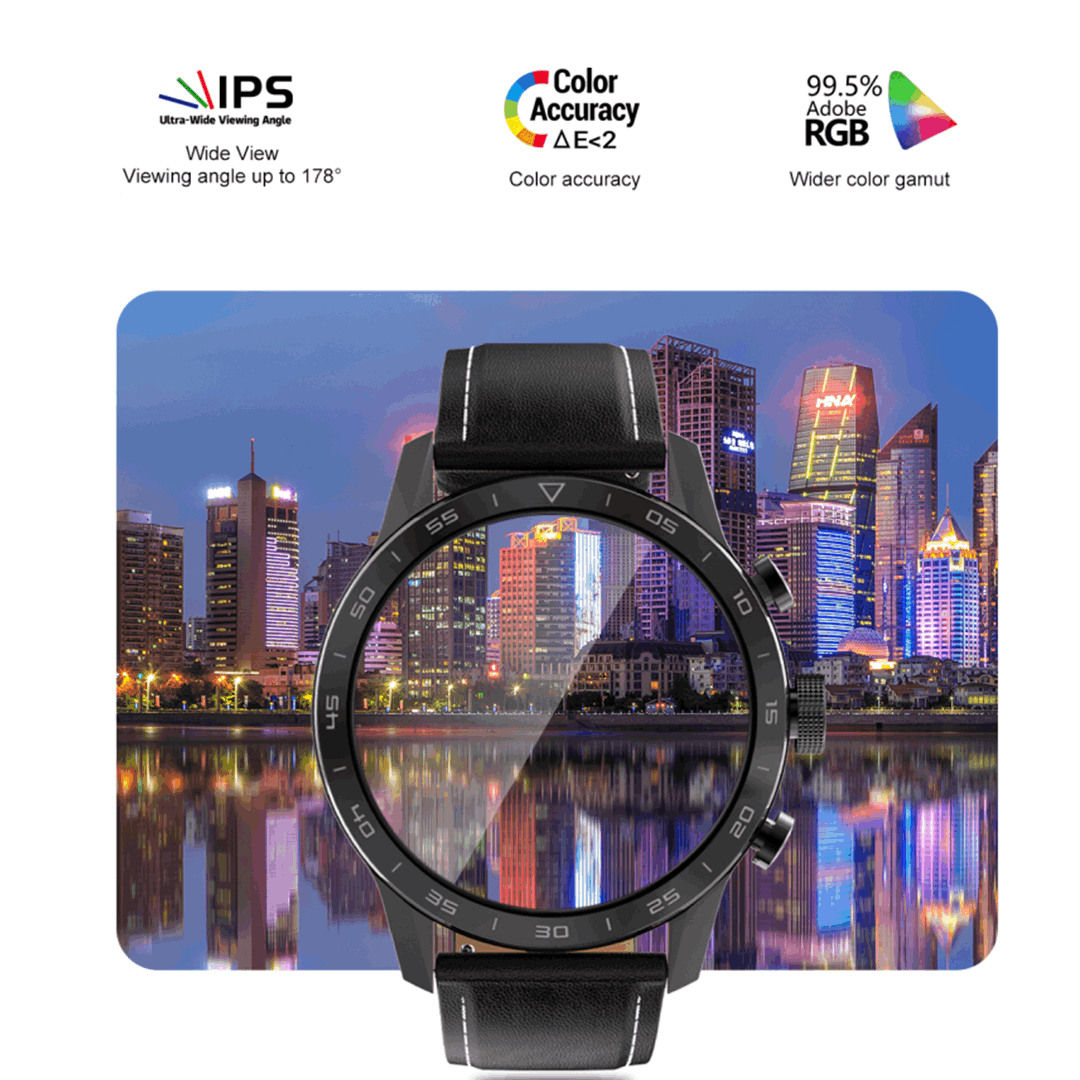 IPS
Ultra-Wide Viewing Angle
Wide View
Viewing angle up to 178°
Color
Accuracy
ΔE<2
Color accuracy
99.5%
Adobe
RGB
Wider color gamut
HNA
55
05
50
10
45
15
40
20
35
25
30